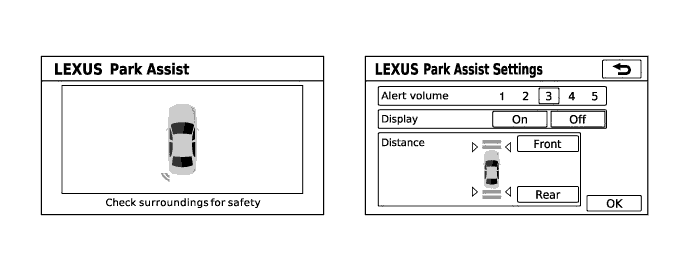 LEXUS Park Assist
Check surroundings for safety
LEXUS Park Assist Settings
Alert volume 1 2 3 4 5
Display On Off
Distance Front
Rear
OK